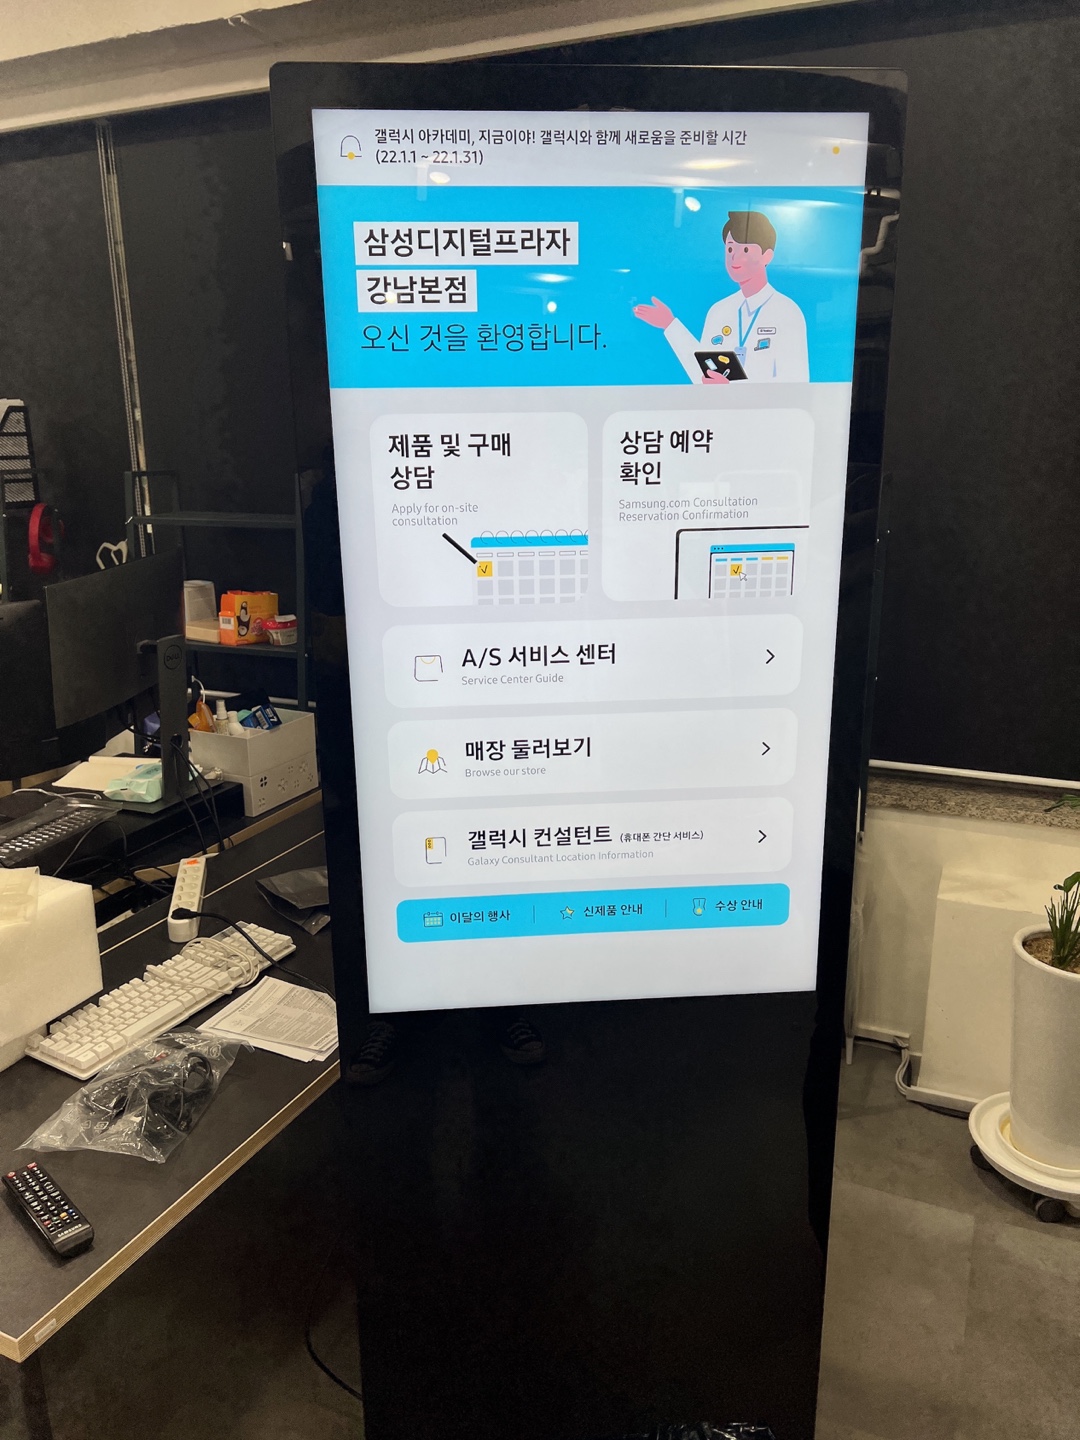 갤럭시 아카데미, 지금이야! 갤럭시와 함께 새로움을 준비할 시간
(22.1.1 ~ 22.1.31)
삼성디지털프라자
강남본점
오신 것을 환영합니다.
제품 및 구매
상담
Apply for on-site
consultation
상담 예약
확인
Samsung.com Consultation
Reservation Confirmation
A/S 서비스 센터
Service Center Guide
매장 둘러보기
Browse our store
갤럭시 컨설턴트 (휴대폰 간단 서비스)
Galaxy Consultant Location Information
이달의 행사
신제품 안내
수상 안내
DELL
SAMSUNG